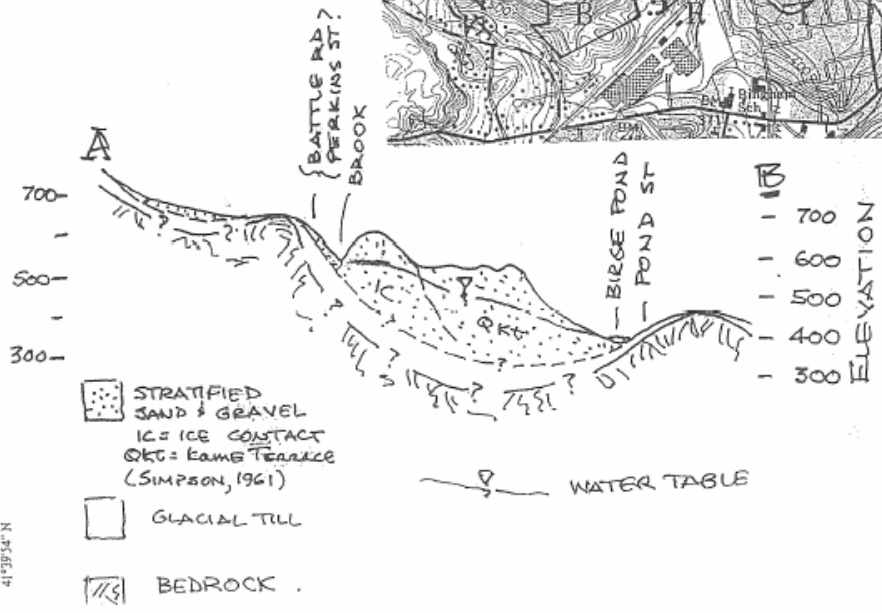 B
R
I
A
{BATTLE RD
PERKINS ST.?
BROOK
BIRGE POND
POND ST
B
700-
500-
300-
- 700
- 600
- 500
- 400
- 300
ELEVATION
IC
QKt
?
?
?
?
?
?
?
?
STRATIFIED
SAND & GRAVEL
IC = ICE CONTACT
QKt = Kame Terrace
(SIMPSON, 1961)
WATER TABLE
GLACIAL TILL
BEDROCK .
41°39'54" N